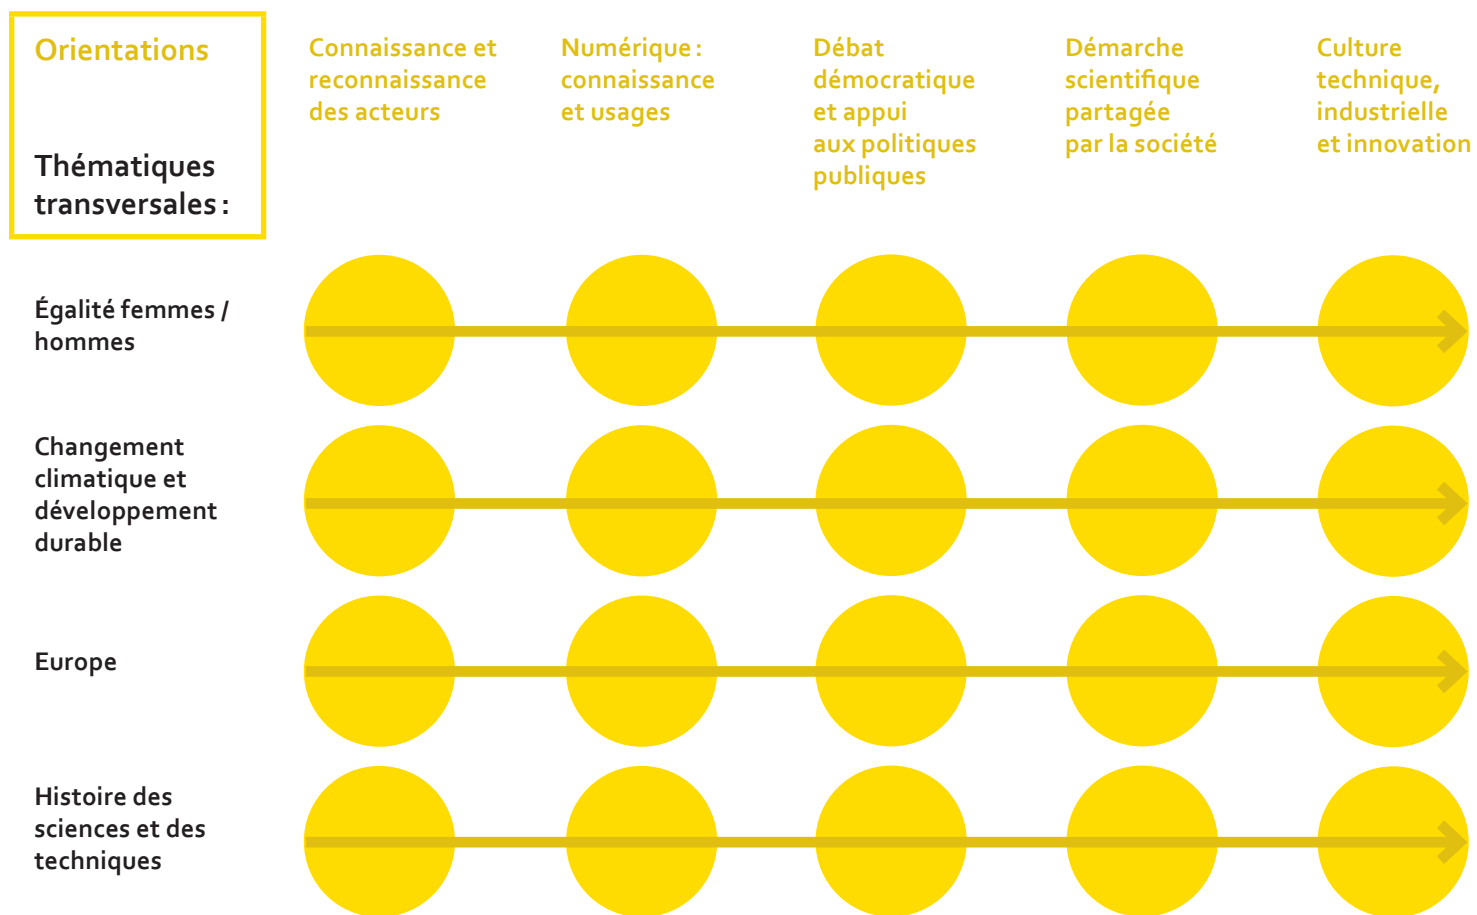 Orientations
Thématiques
transversales :
Connaissance et
reconnaissance
des acteurs
Numérique :
connaissance
et usages
Débat
démocratique
et appui
aux politiques
publiques
Démarche
scientifique
partagée
par la société
Culture
technique,
industrielle
et innovation
Égalité femmes /
hommes
Changement
climatique et
développement
durable
Europe
Histoire des
sciences et des
techniques